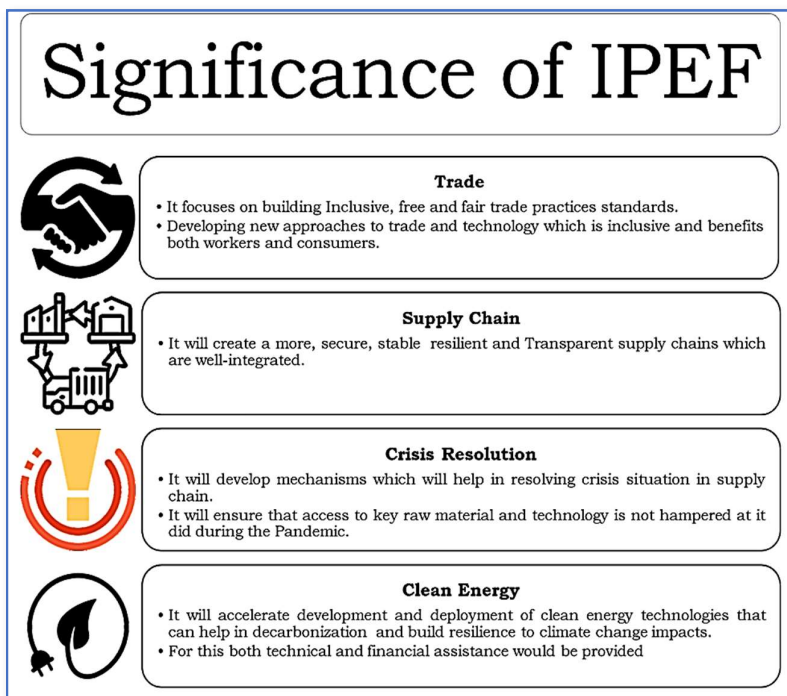 Significance of IPEF
Trade
• It focuses on building Inclusive, free and fair trade practices standards.
• Developing new approaches to trade and technology which is inclusive and benefits
both workers and consumers.
Supply Chain
• It will create a more, secure, stable resilient and Transparent supply chains which
are well-integrated.
Crisis Resolution
• It will develop mechanisms which will help in resolving crisis situation in supply
chain.
• It will ensure that access to key raw material and technology is not hampered at it
did during the Pandemic.
Clean Energy
• It will accelerate development and deployment of clean energy technologies that
can help in decarbonization and build resilience to climate change impacts.
• For this both technical and financial assistance would be provided